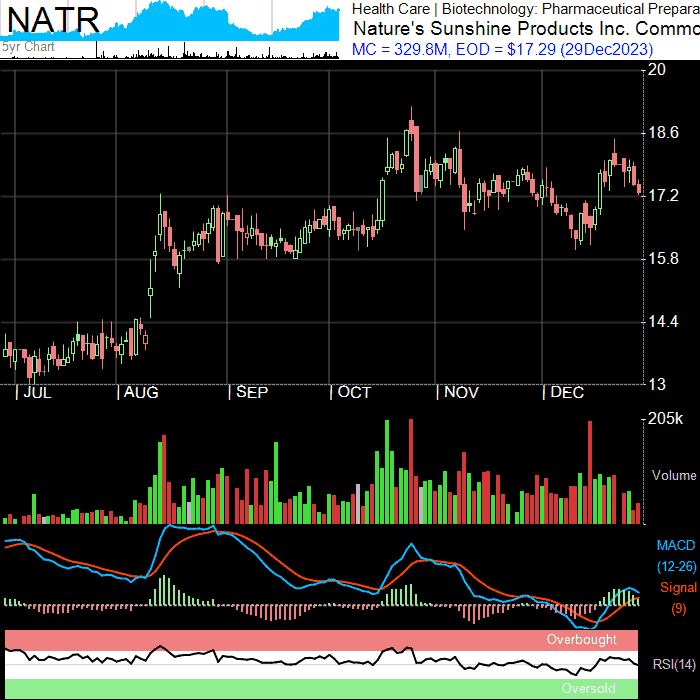 NATR
5yr Chart
Health Care | Biotechnology: Pharmaceutical Prepara
Nature's Sunshine Products Inc. Commo
MC = 329.8M, EOD = $17.29 (29Dec2023)
20
18.6
17.2
15.8
14.4
13
JUL AUG SEP OCT NOV DEC
205k
Volume
MACD
(12-26)
Signal
(9)
Overbought
RSI(14)
Oversold